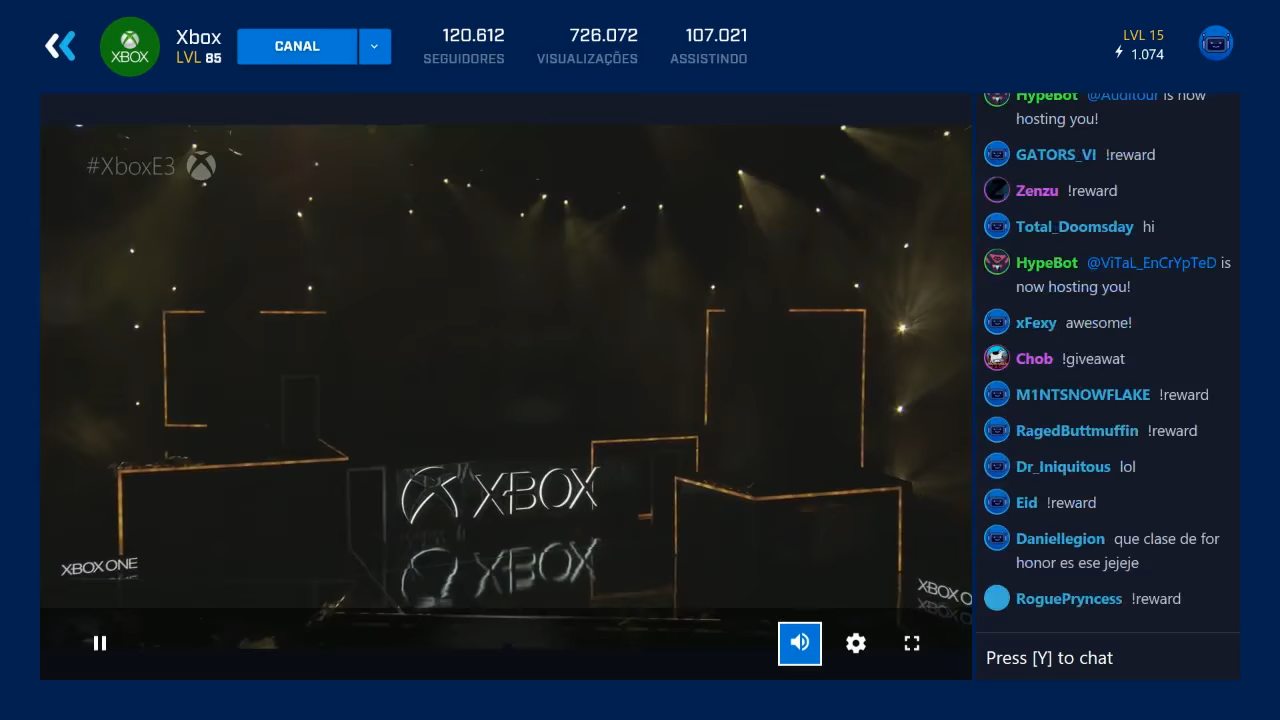 XBOX
Xbox
LVL 85
CANAL
120.612
SEGUIDORES
726.072
VISUALIZAÇÕES
107.021
ASSISTINDO
LVL 15
1.074
#XboxE3
XBOX
XBOX ONE
XBOX O
HypeBot @Auditour is now
hosting you!
GATORS_VI !reward
Zenzu !reward
Total_Doomsday hi
HypeBot @ViTaL_EnCrYpTeD is
now hosting you!
xFexy awesome!
Chob !giveawat
M1NTSNOWFLAKE !reward
RagedButtmuffin !reward
Dr_Iniquitous lol
Eid !reward
Daniellegion que clase de for
honor es ese jejeje
RoguePryncess !reward
Press [Y] to chat